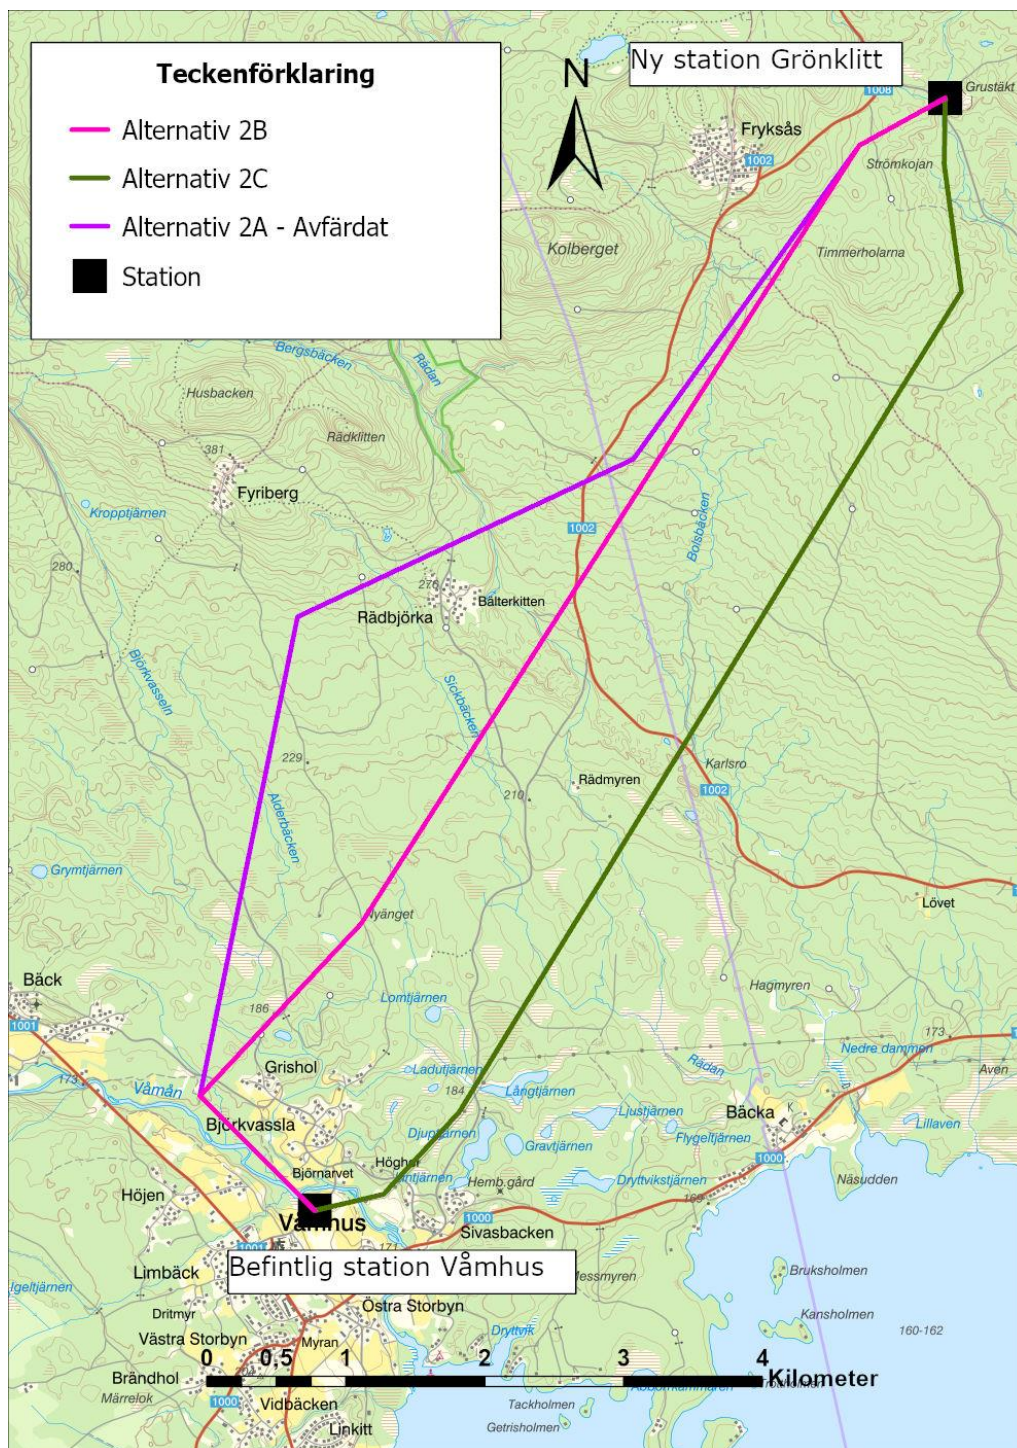 Teckenförklaring
Alternativ 2B
Alternativ 2C
Alternativ 2A - Avfärdat
Station
N
Ny station Grönklitt
1008
Grustäkt
Fryksås
1002
Strömkojan
Kolberget
Timmerholarna
Bergsbäcken
Rädan
Husbacken
Rädklitten
381
Fyriberg
Kropptjärnen
Bolsbäcken
1002
280
276
Rädbjörka
Bälterkitten
Björkvasseln
Sickbäcken
229
Karlsro
Rädmyren
1002
210
Alderbäcken
Grymtjärnen
Lövet
Nyänget
Bäck
Hagmyren
Lomtjärnen
186
1001
173
Nedre dammen
Rädan
Aven
Grishol
Ladutjärnen
173
Våmån
184
Långtjärnen
Björkvassla
Djuptjärnen
Ljustjärnen
Bäcka
K
Lillaven
Gravtjärnen
Flygeltjärnen
Björnarvet
1000
Hemb.gård
Dryttvikstjärnen
Näsudden
Höjen
169
Våmhus
1000
Sivasbacken
1001
171
Limbäck
Befintlig station Våmhus
Bruksholmen
Igeltjärnen
Dritmyr
Östra Storbyn
Kansholmen
Dryttvik
160-162
Västra Storbyn
Myran
0 0,5 1 2 3 4
Kilometer
Brändhol
Märrelok
1000
Vidbäcken
Tackholmen
Getrisholmen
Linkitt